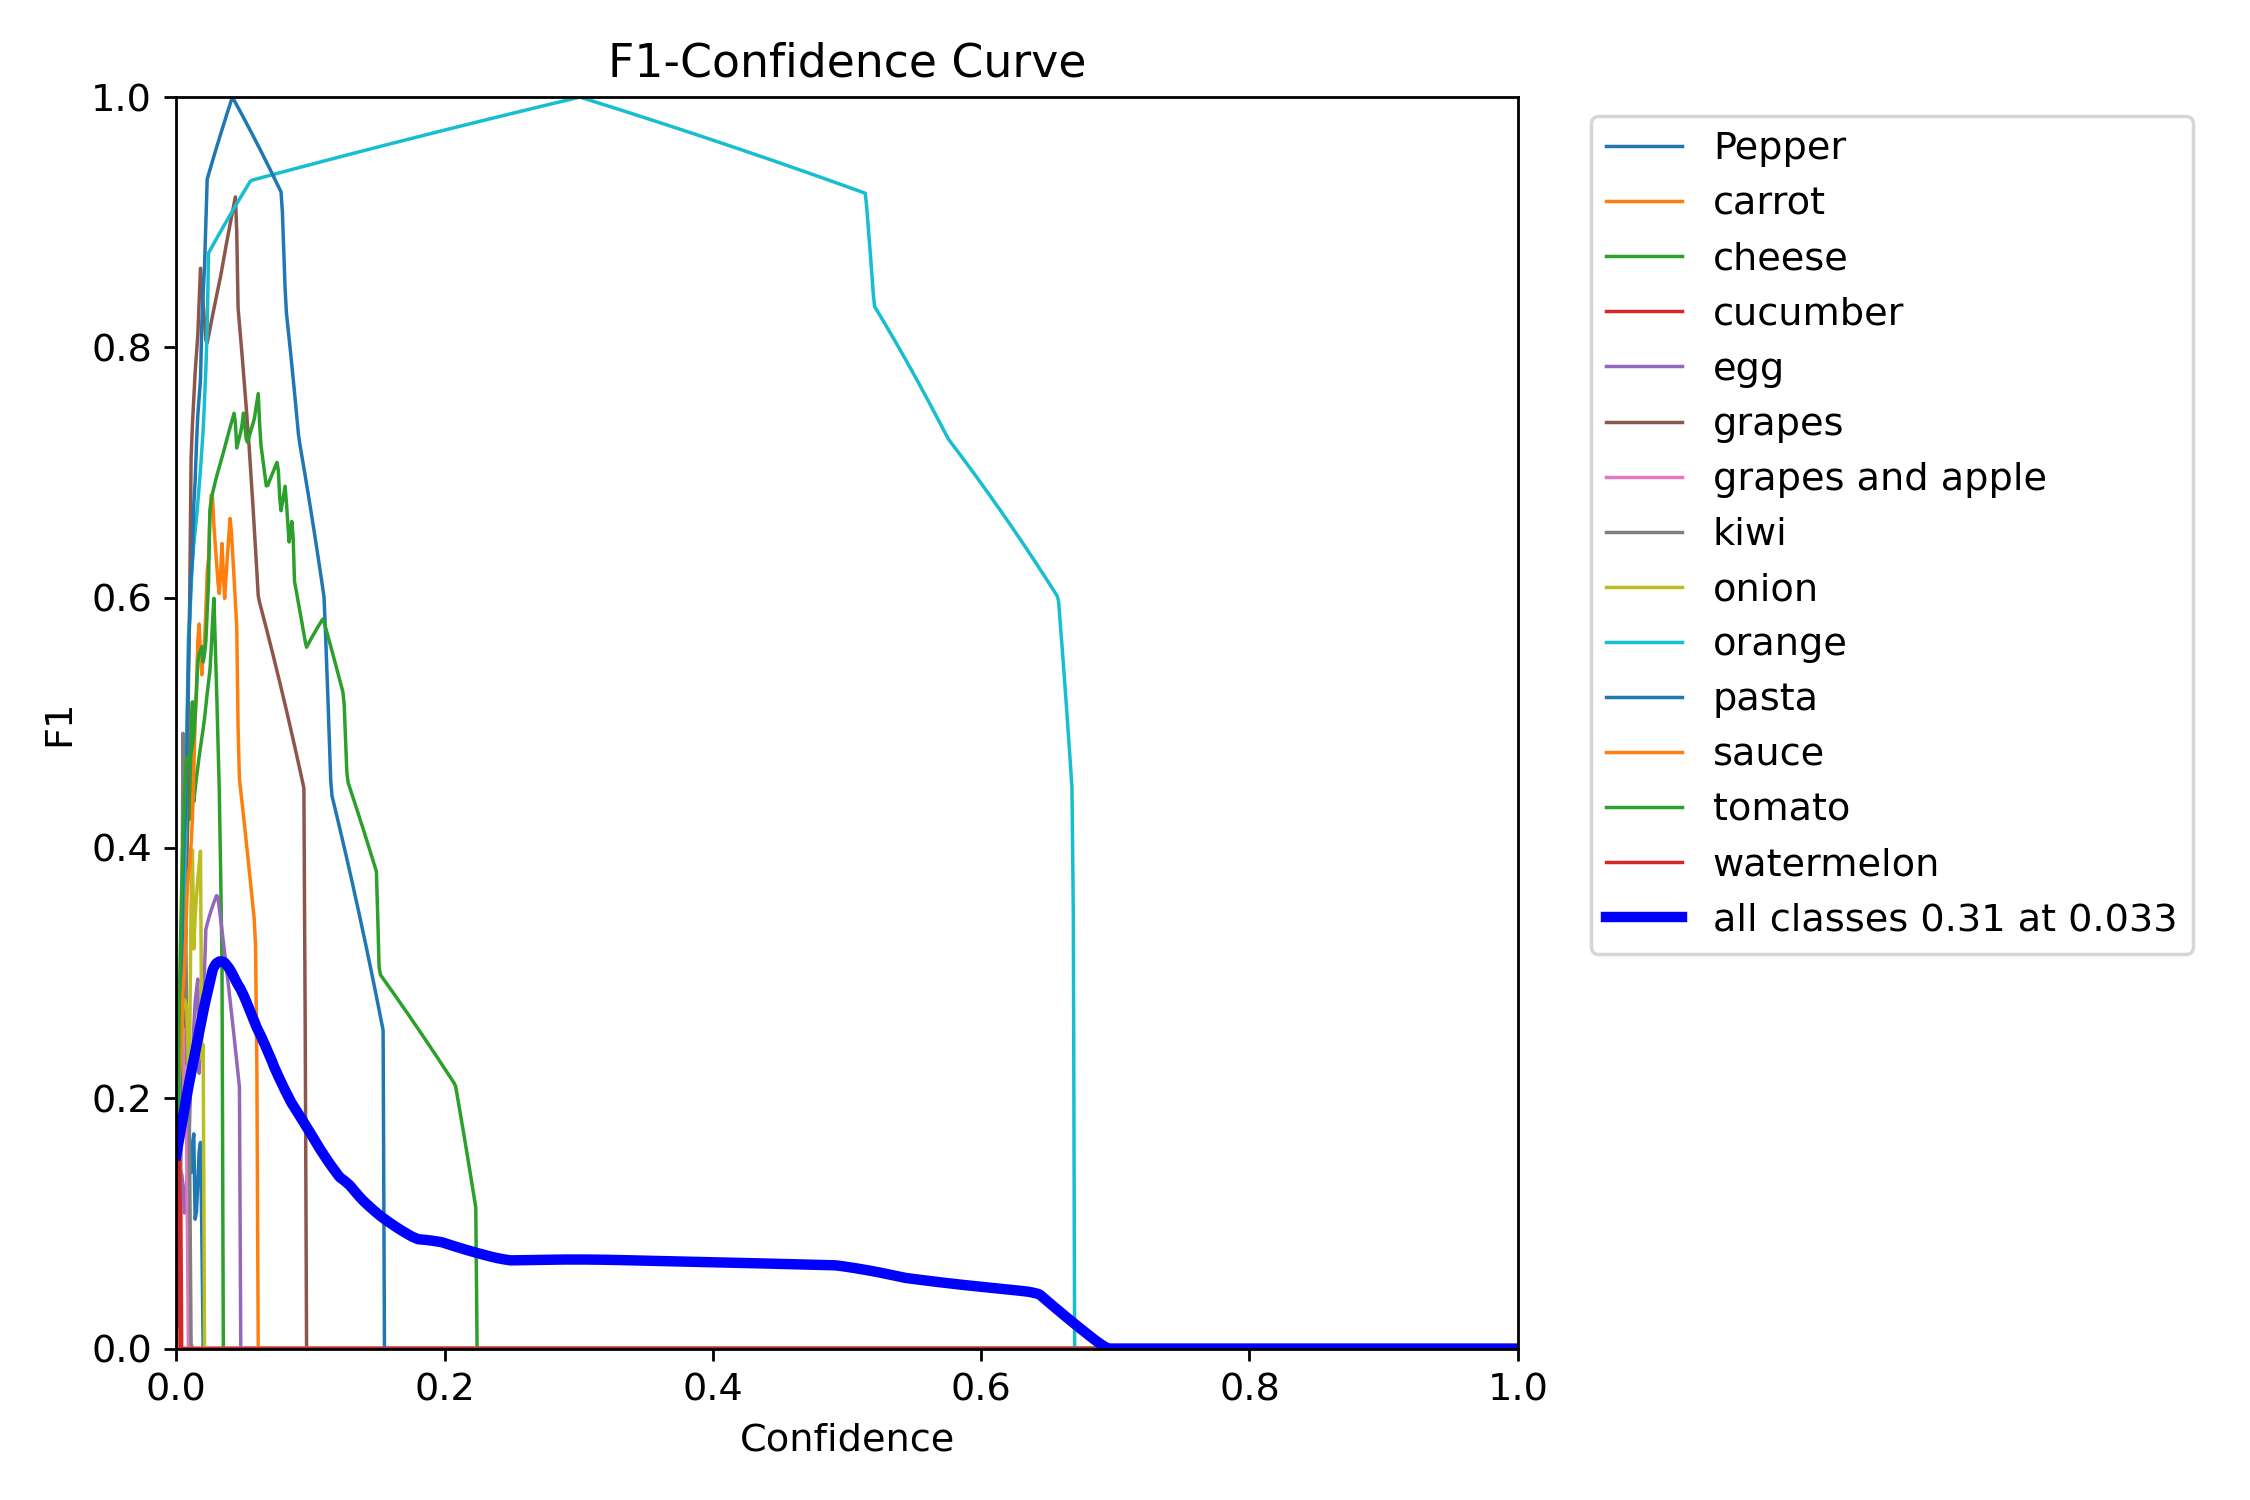 F1-Confidence Curve
1.0
0.8
0.6
0.4
0.2
0.0
F1
0.0 0.2 0.4 0.6 0.8 1.0
Confidence
Pepper
carrot
cheese
cucumber
egg
grapes
grapes and apple
kiwi
onion
orange
pasta
sauce
tomato
watermelon
all classes 0.31 at 0.033